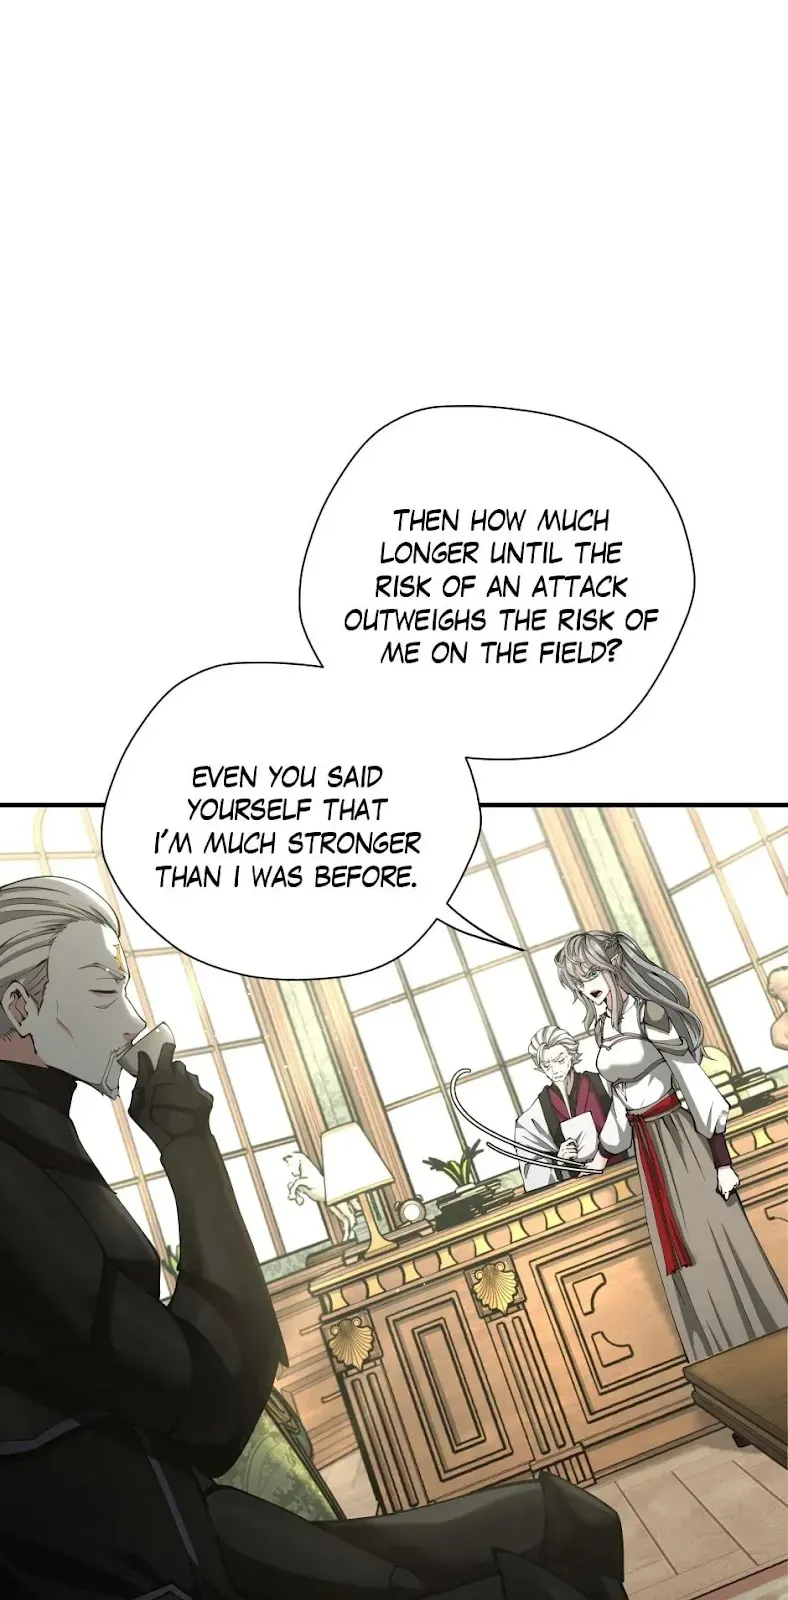 THEN HOW MUCH
LONGER UNTIL THE
RISK OF AN ATTACK
OUTWEIGHS THE RISK OF
ME ON THE FIELD?
EVEN YOU SAID
YOURSELF THAT
I'M MUCH STRONGER
THAN I WAS BEFORE.